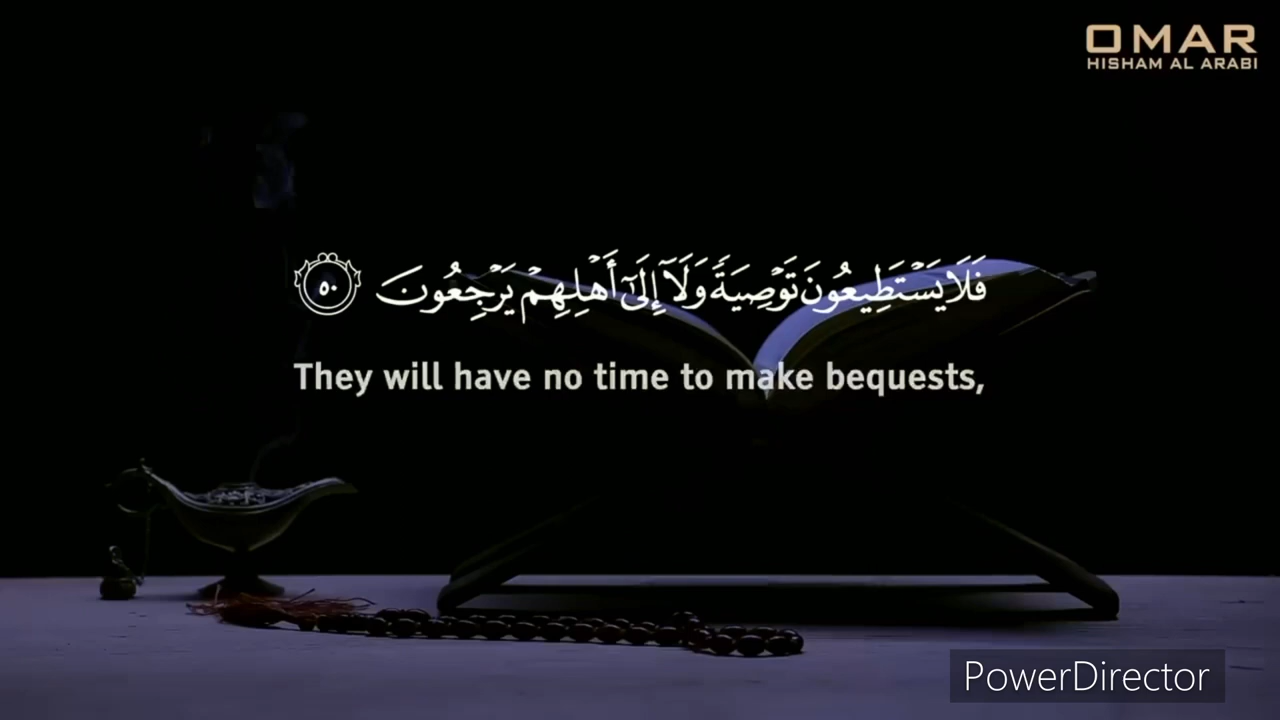 OMAR
HISHAM AL ARABI
فَلَا يَسْتَطِيعُونَ تَوْصِيَةً وَلَآ إِلَىٰٓ أَهْلِهِمْ يَرْجِعُونَ ٥٠
They will have no time to make bequests,
PowerDirector